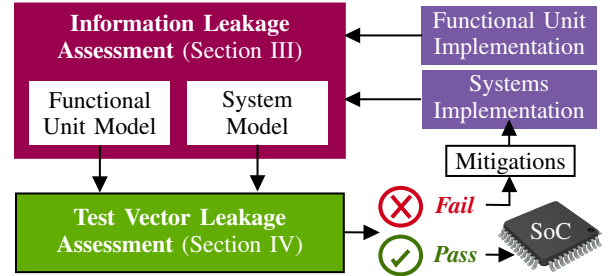 Information Leakage
Assessment (Section III)
Functional Unit
Implementation
Functional
Unit Model
System
Model
Systems
Implementation
Mitigations
Test Vector Leakage
Assessment (Section IV)
Fail
Pass
SoC